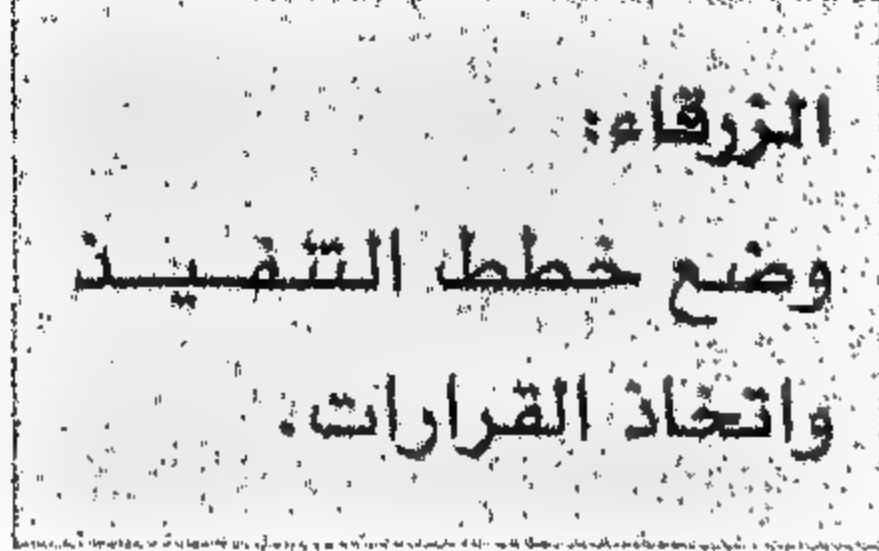 الزرقاء:
وضع خطط التنفيذ
واتخاذ القرارات.